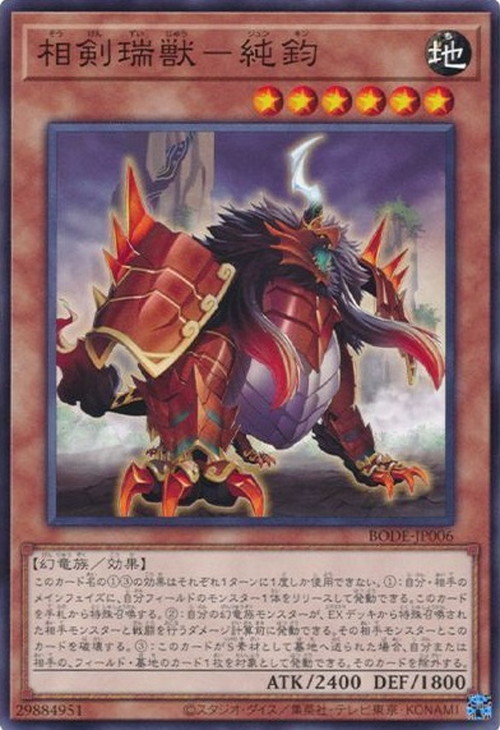 相剣瑞獣－純鈞
地
BODE-JP006
【幻竜族／効果】
このカード名の①③の効果はそれぞれ1ターンに1度しか使用できない。①：自分・相手
のメインフェイズに、自分フィールドのモンスター1体をリリースして発動できる。このカード
を手札から特殊召喚する。②：自分の幻竜族モンスターが、EXデッキから特殊召喚され
た相手モンスターと戦闘を行うダメージ計算前に発動できる。その相手モンスターとこの
カードを破壊する。③：このカードがS素材として墓地へ送られた場合、自分または
相手の、フィールド・墓地のカード1枚を対象として発動できる。そのカードを除外する。
ATK/2400 DEF/1800
29884951 ©スタジオ・ダイス／集英社・テレビ東京・KONAMI